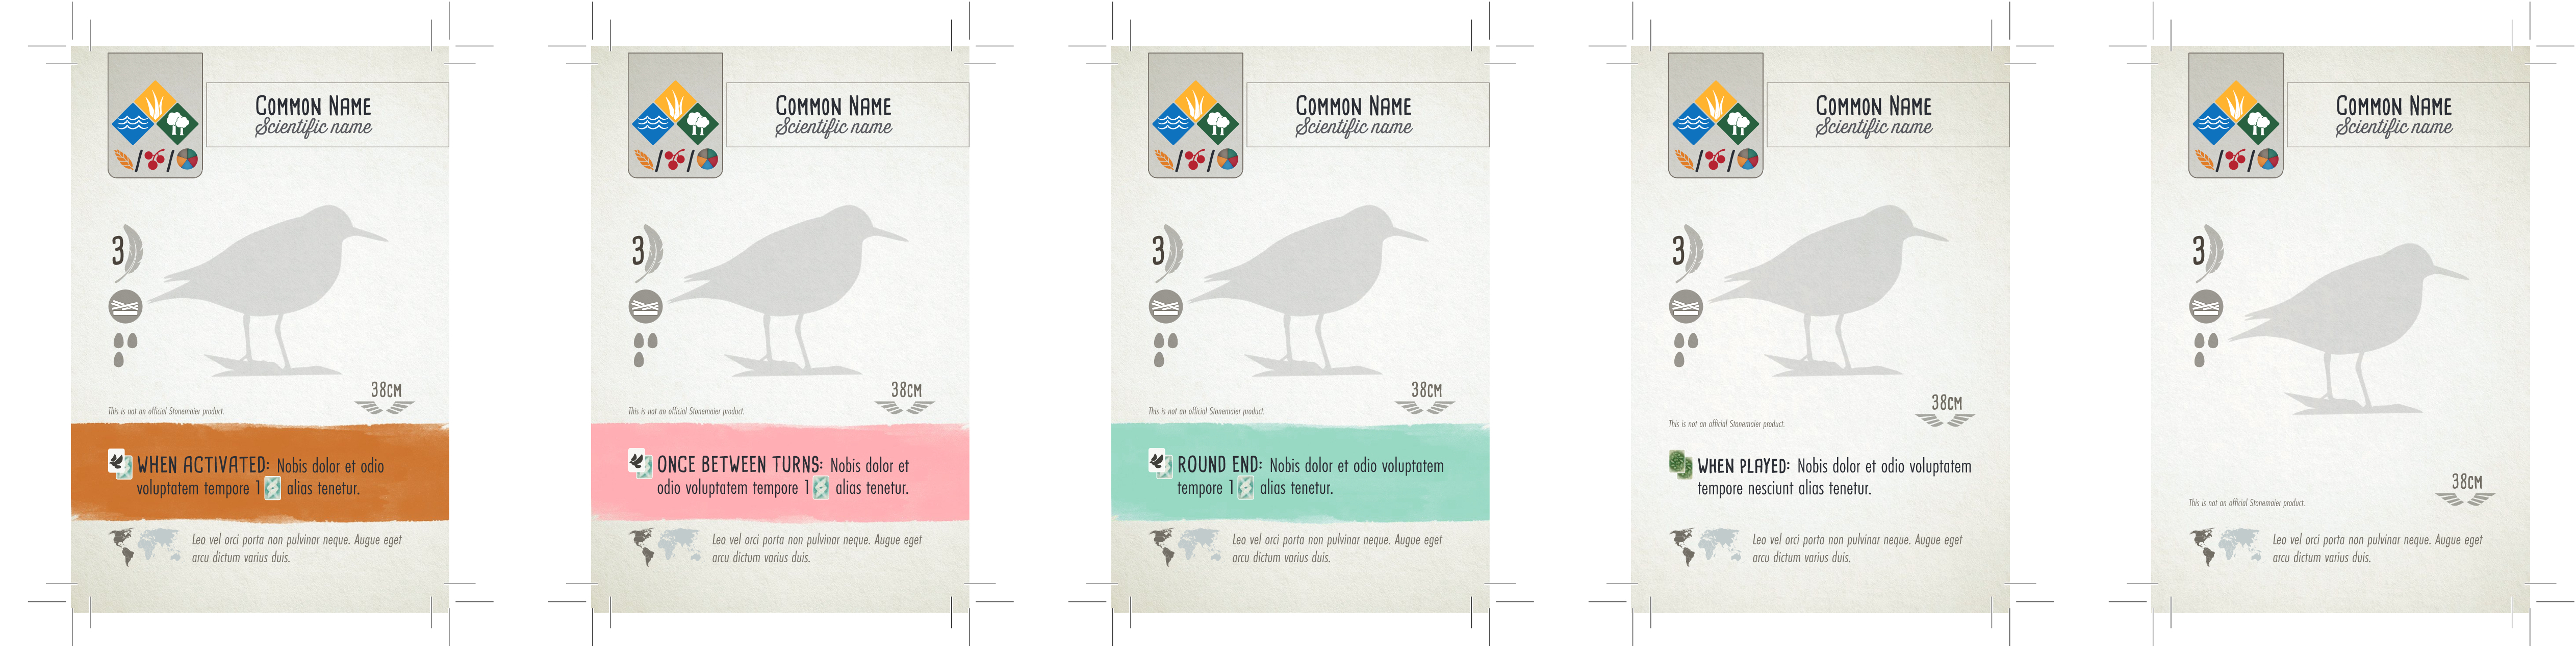 COMMON NAME
Scientific name
/ /
3
38CM
This is not an official Stonemaier product.
WHEN ACTIVATED: Nobis dolor et odio
voluptatem tempore 1 alias tenetur.
Leo vel orci porta non pulvinar neque. Augue eget
arcu dictum varius duis.
COMMON NAME
Scientific name
/ /
3
38CM
This is not an official Stonemaier product.
ONCE BETWEEN TURNS: Nobis dolor et
odio voluptatem tempore 1 alias tenetur.
Leo vel orci porta non pulvinar neque. Augue eget
arcu dictum varius duis.
COMMON NAME
Scientific name
/ /
3
38CM
This is not an official Stonemaier product.
ROUND END: Nobis dolor et odio voluptatem
tempore 1 alias tenetur.
Leo vel orci porta non pulvinar neque. Augue eget
arcu dictum varius duis.
COMMON NAME
Scientific name
/ /
3
38CM
This is not an official Stonemaier product.
WHEN PLAYED: Nobis dolor et odio voluptatem
tempore nesciunt alias tenetur.
Leo vel orci porta non pulvinar neque. Augue eget
arcu dictum varius duis.
COMMON NAME
Scientific name
/ /
3
38CM
This is not an official Stonemaier product.
Leo vel orci porta non pulvinar neque. Augue eget
arcu dictum varius duis.